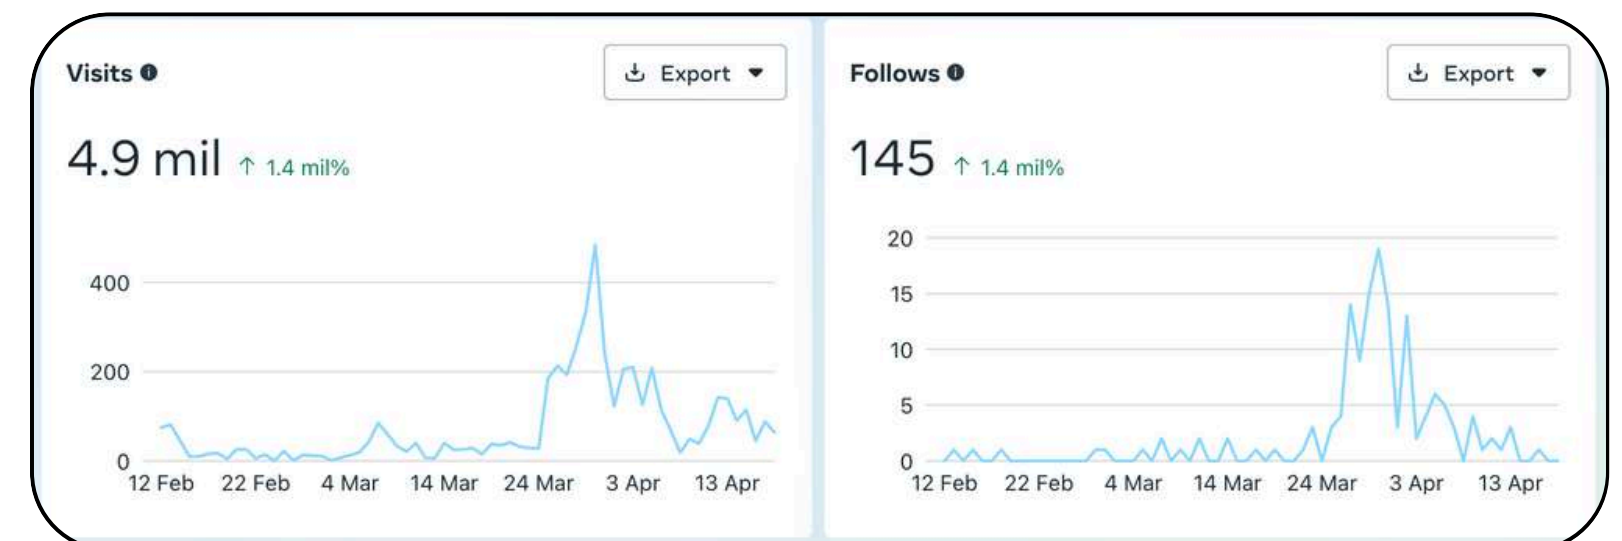 Visits
Export
4.9 mil ↑ 1.4 mil%
400
200
0
12 Feb 22 Feb 4 Mar 14 Mar 24 Mar 3 Apr 13 Apr
Follows
Export
145 ↑ 1.4 mil%
20
15
10
5
0
12 Feb 22 Feb 4 Mar 14 Mar 24 Mar 3 Apr 13 Apr